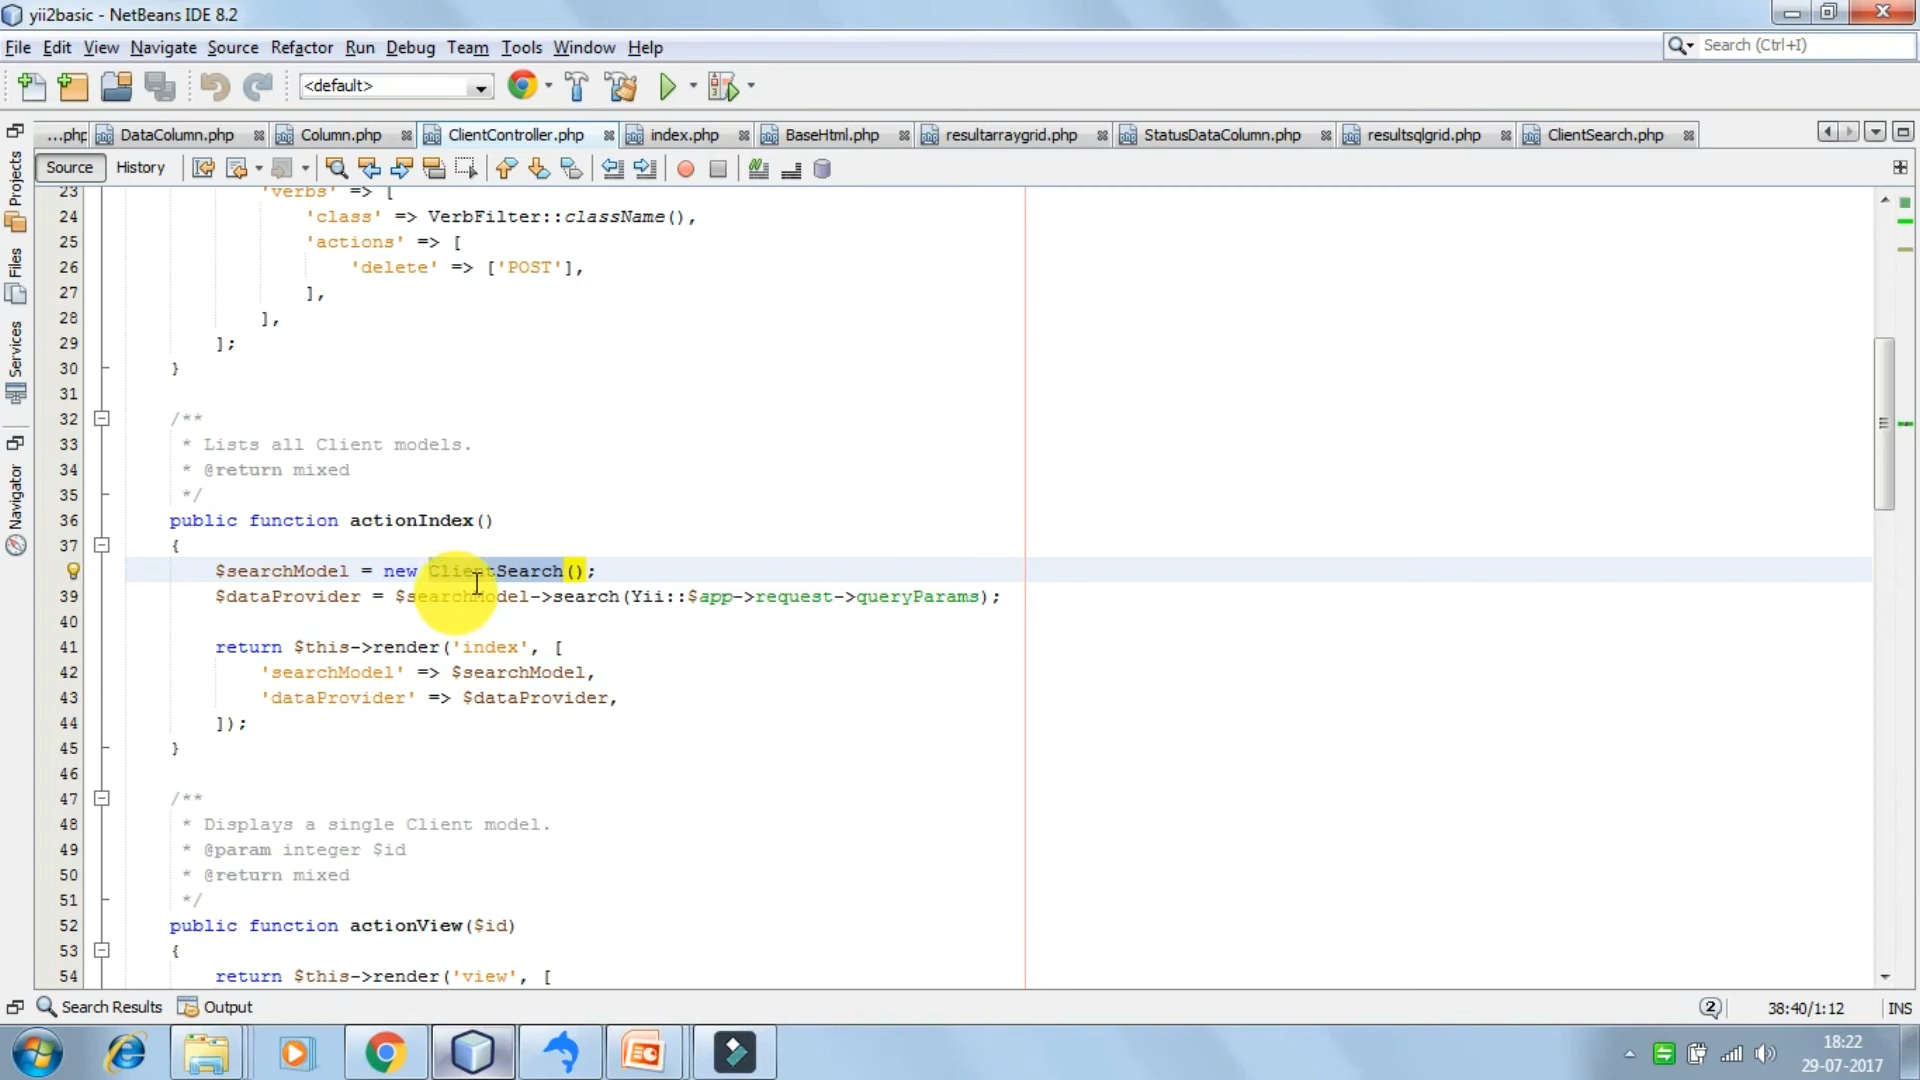 yii2basic - NetBeans IDE 8.2
File Edit View Navigate Source Refactor Run Debug Team Tools Window Help
Search (Ctrl+I)
<default>
...php DataColumn.php Column.php ClientController.php index.php BaseHtml.php resultarraygrid.php StatusDataColumn.php resultsqlgrid.php ClientSearch.php
Source History
Projects
Files
Services
Navigator
23 'verbs' => [
24 'class' => VerbFilter::className(),
25 'actions' => [
26 'delete' => ['POST'],
27 ],
28 ],
29 ];
30 }
31
32 /**
33 * Lists all Client models.
34 * @return mixed
35 */
36 public function actionIndex()
37 {
$searchModel = new ClientSearch();
39 $dataProvider = $searchModel->search(Yii::$app->request->queryParams);
40
41 return $this->render('index', [
42 'searchModel' => $searchModel,
43 'dataProvider' => $dataProvider,
44 ]);
45 }
46
47 /**
48 * Displays a single Client model.
49 * @param integer $id
50 * @return mixed
51 */
52 public function actionView($id)
53 {
54 return $this->render('view', [
Search Results Output
2 38:40/1:12 INS
18:22
29-07-2017